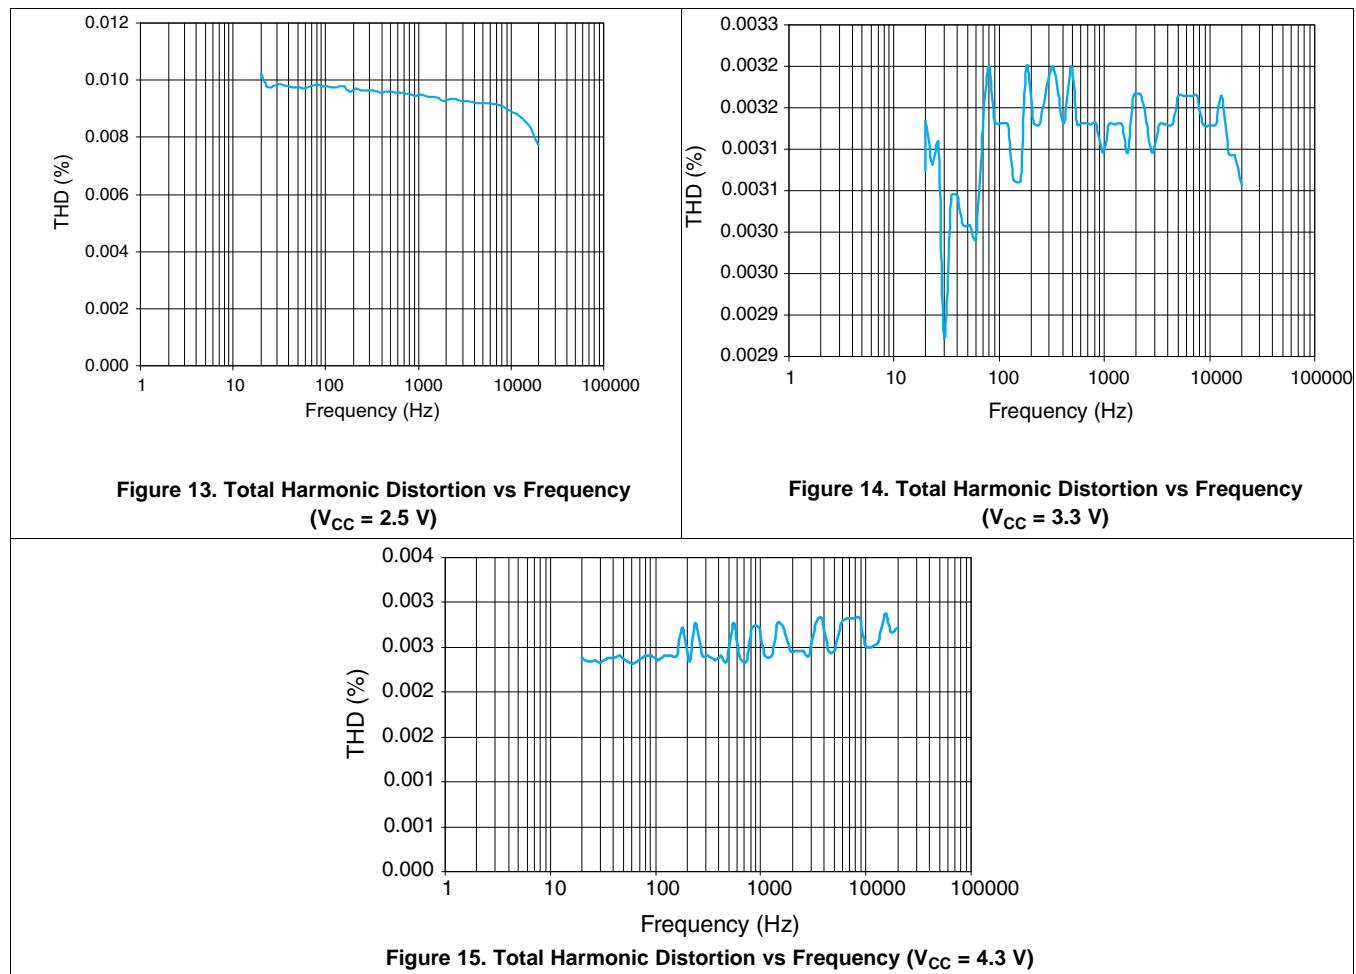 0.012
0.010
0.008
0.006
0.004
0.002
0.000
THD (%)
1 10 100 1000 10000 100000
Frequency (Hz)
Figure 13. Total Harmonic Distortion vs Frequency
(VCC = 2.5 V)
0.0033
0.0032
0.0032
0.0031
0.0031
0.0030
0.0030
0.0029
0.0029
THD (%)
1 10 100 1000 10000 100000
Frequency (Hz)
Figure 14. Total Harmonic Distortion vs Frequency
(VCC = 3.3 V)
0.004
0.003
0.003
0.002
0.002
0.001
0.001
0.000
THD (%)
1 10 100 1000 10000 100000
Frequency (Hz)
Figure 15. Total Harmonic Distortion vs Frequency (VCC = 4.3 V)